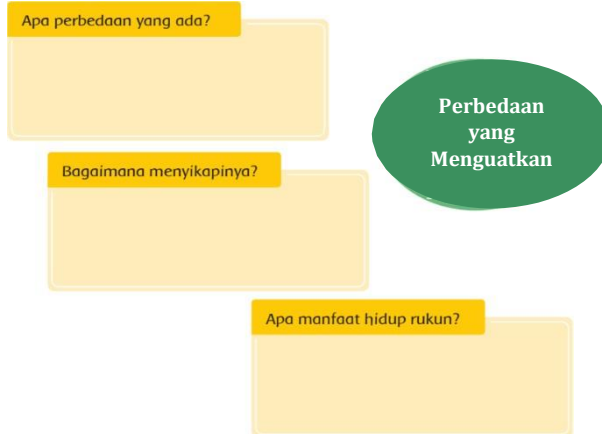 Apa perbedaan yang ada?
Perbedaan
yang
Menguatkan
Bagaimana menyikapinya?
Apa manfaat hidup rukun?